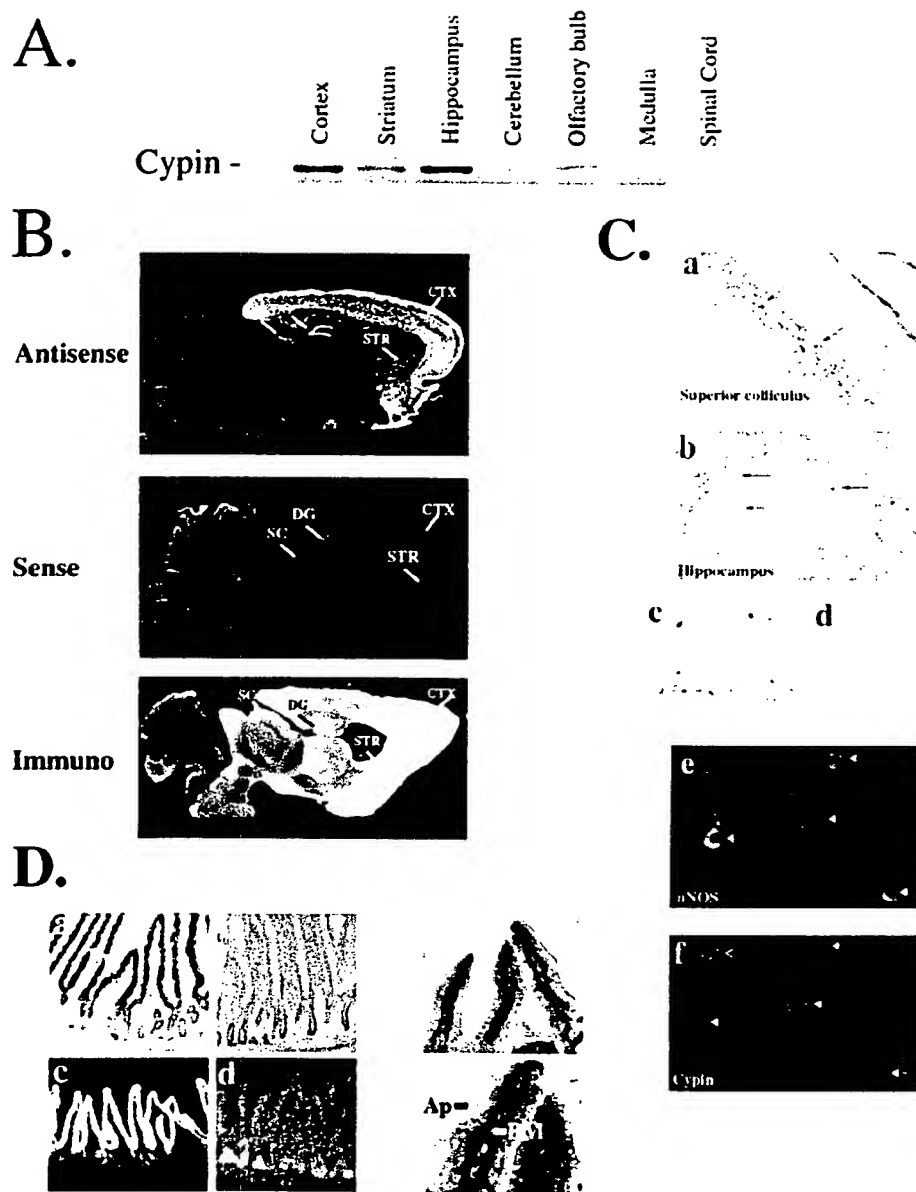 A.
Cortex
Striatum
Hippocampus
Cerebellum
Olfactory bulb
Medulla
Spinal Cord
Cypin -
B.
Antisense
CTX
STR
Sense
SC
DG
STR
CTX
Immuno
SC
DG
STR
CTX
C.
a
Superior colliculus
b
Hippocampus
c
d
e
nNOS
f
Cypin
D.
c
d
Ap
BM